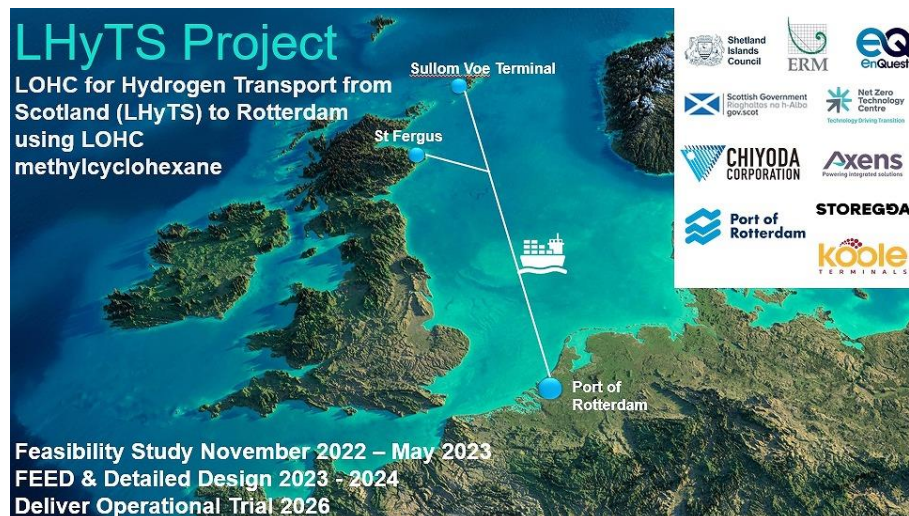 LHyTS Project
LOHC for Hydrogen Transport from
Scotland (LHyTS) to Rotterdam
using LOHC
methylcyclohexane
Sullom Voe Terminal
St Fergus
Port of
Rotterdam
Feasibility Study November 2022 – May 2023
FEED & Detailed Design 2023 - 2024
Deliver Operational Trial 2026
Shetland
Islands
Council
ERM
EQ
enQuest
Scottish Government
Riaghaltas na h-Alba
gov.scot
Net Zero
Technology
Centre
Technology Driving Transition
CHIYODA
CORPORATION
Axens
Powering integrated solutions
Port of
Rotterdam
STOREGGA
koole
TERMINALS